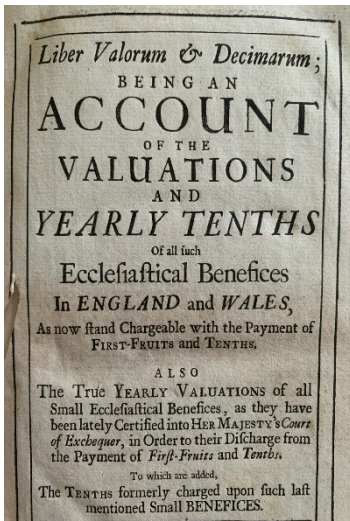 Liber Valorum & Decimarum;
BEING AN
ACCOUNT
OF THE
VALUATIONS
AND
YEARLY TENTHS
Of all ſuch
Eccleſiaſtical Benefices
In ENGLAND and WALES,
As now ſtand Chargeable with the Payment of
FIRST-FRUITS and TENTHS.
ALSO
The True YEARLY VALUATIONS of all
Small Eccleſiaſtical Benefices, as they have
been lately Certified into HER MAJESTY's Court
of Exchequer, in Order to their Diſcharge from
the Payment of Firſt-Fruits and Tenths.
To which are added,
The TENTHS formerly charged upon ſuch laſt
mentioned Small BENEFICES.